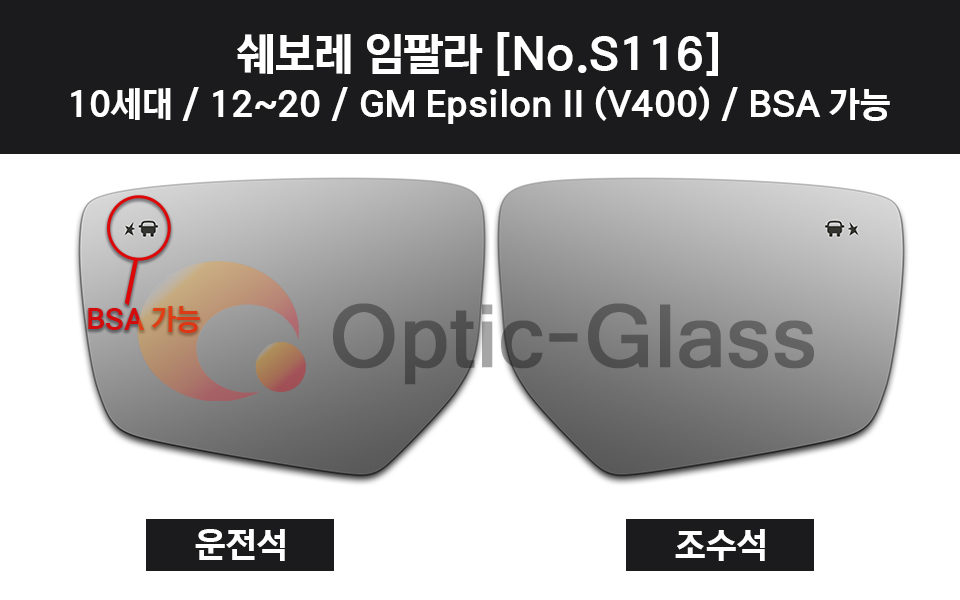 쉐보레 임팔라 [No.S116]
10세대 / 12~20 / GM Epsilon II (V400) / BSA 가능
BSA 가능
Optic-Glass
운전석
조수석